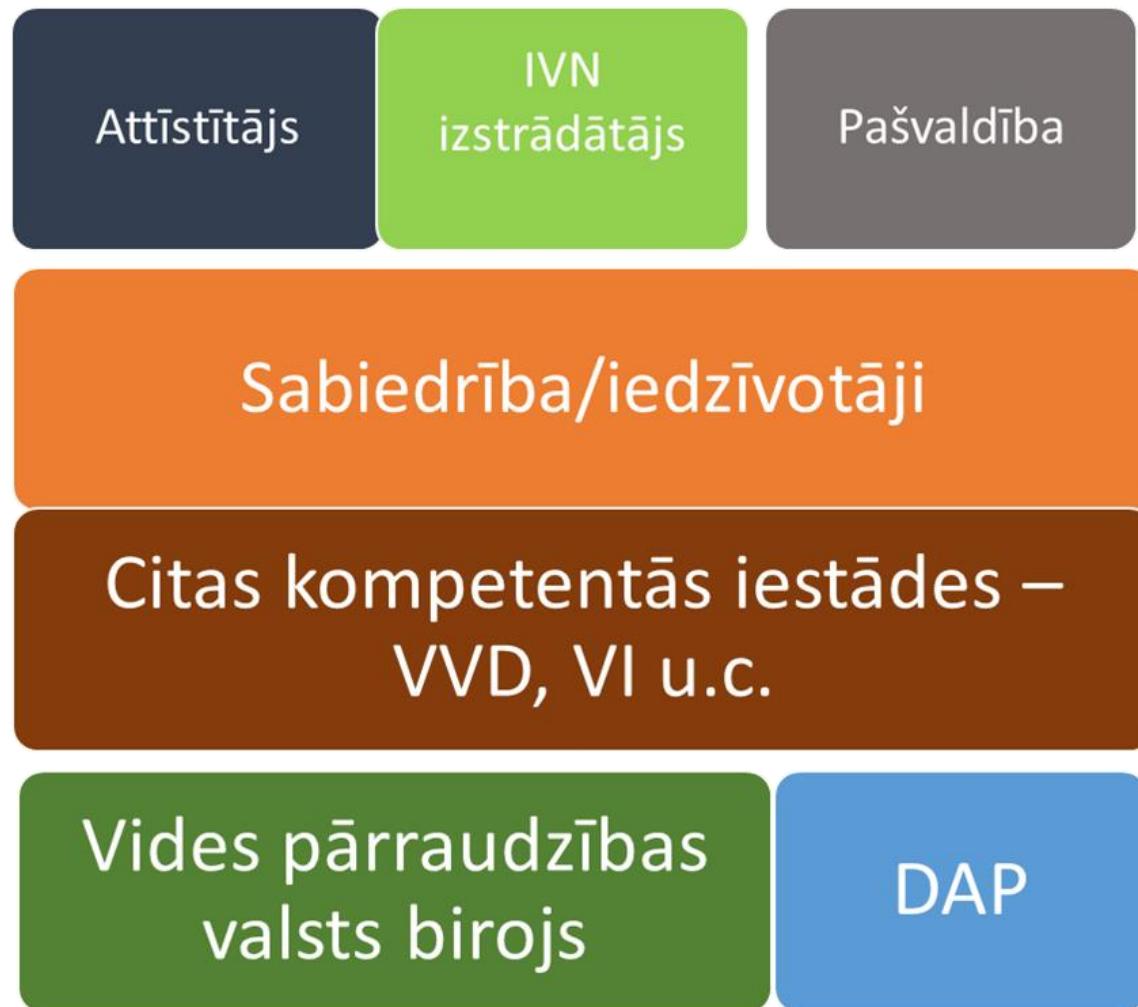 Attīstītājs
IVN
izstrādātājs
Pašvaldība
Sabiedrība/iedzīvotāji
Citas kompetentās iestādes –
VVD, VI u.c.
Vides pārraudzības
valsts birojs
DAP